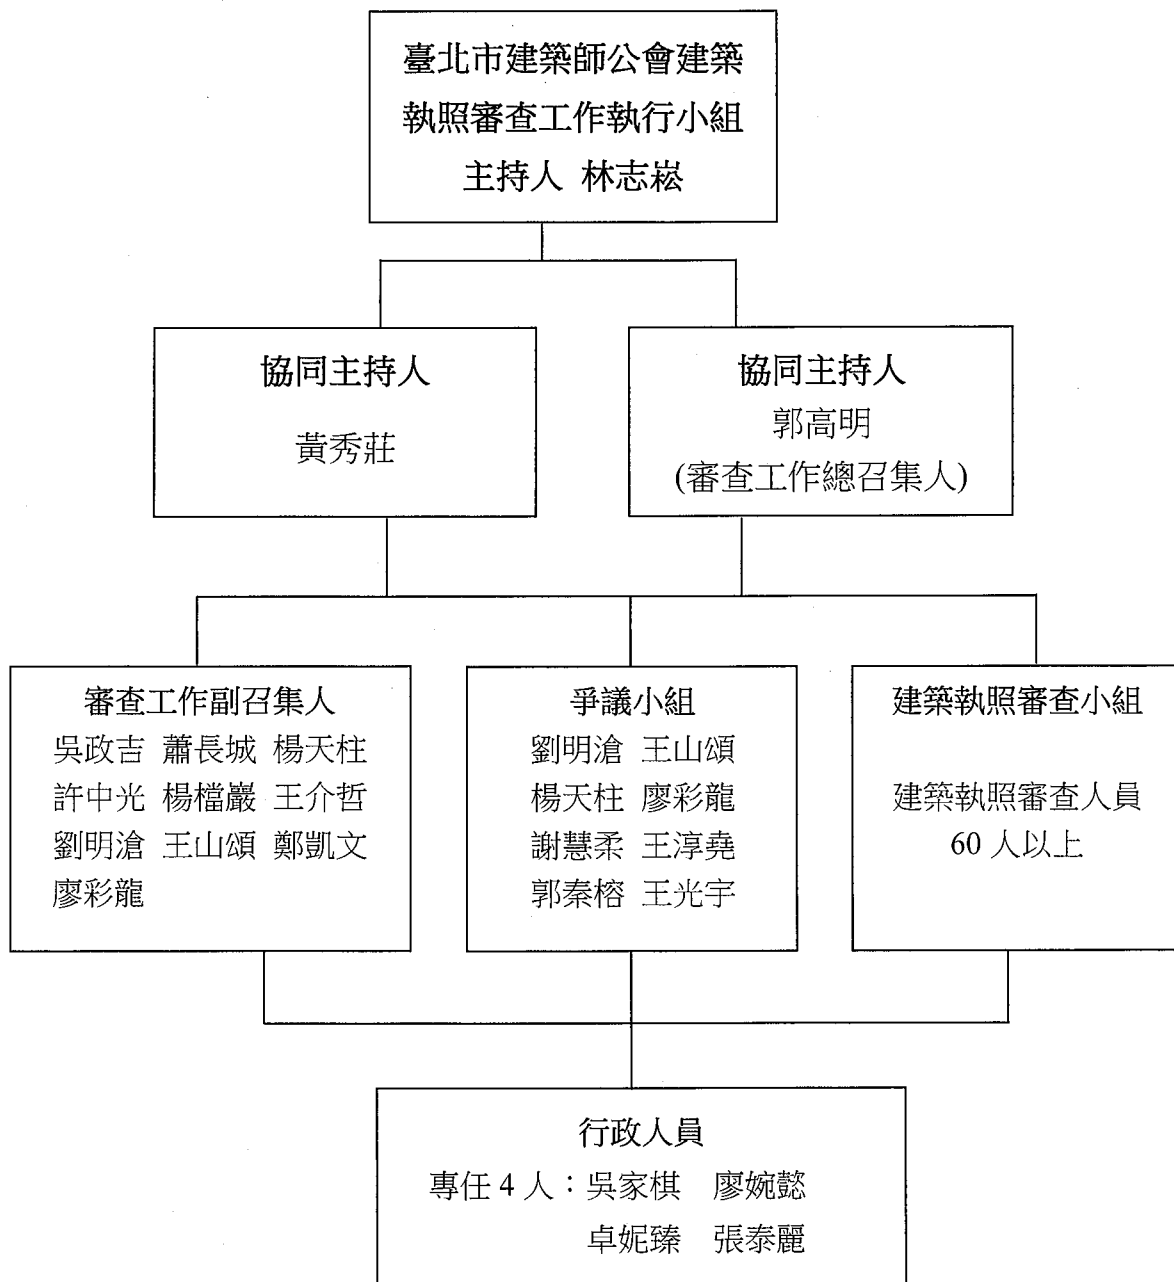 臺北市建築師公會建築
執照審查工作執行小組
主持人 林志崧
協同主持人
黃秀莊
協同主持人
郭高明
(審查工作總召集人)
審查工作副召集人
吳政吉 蕭長城 楊天柱
許中光 楊檔巖 王介哲
劉明滄 王山頌 鄭凱文
廖彩龍
爭議小組
劉明滄 王山頌
楊天柱 廖彩龍
謝慧柔 王淳堯
郭秦榕 王光宇
建築執照審查小組
建築執照審查人員
60 人以上
行政人員
專任 4 人：吳家棋 廖婉懿
卓妮臻 張泰麗